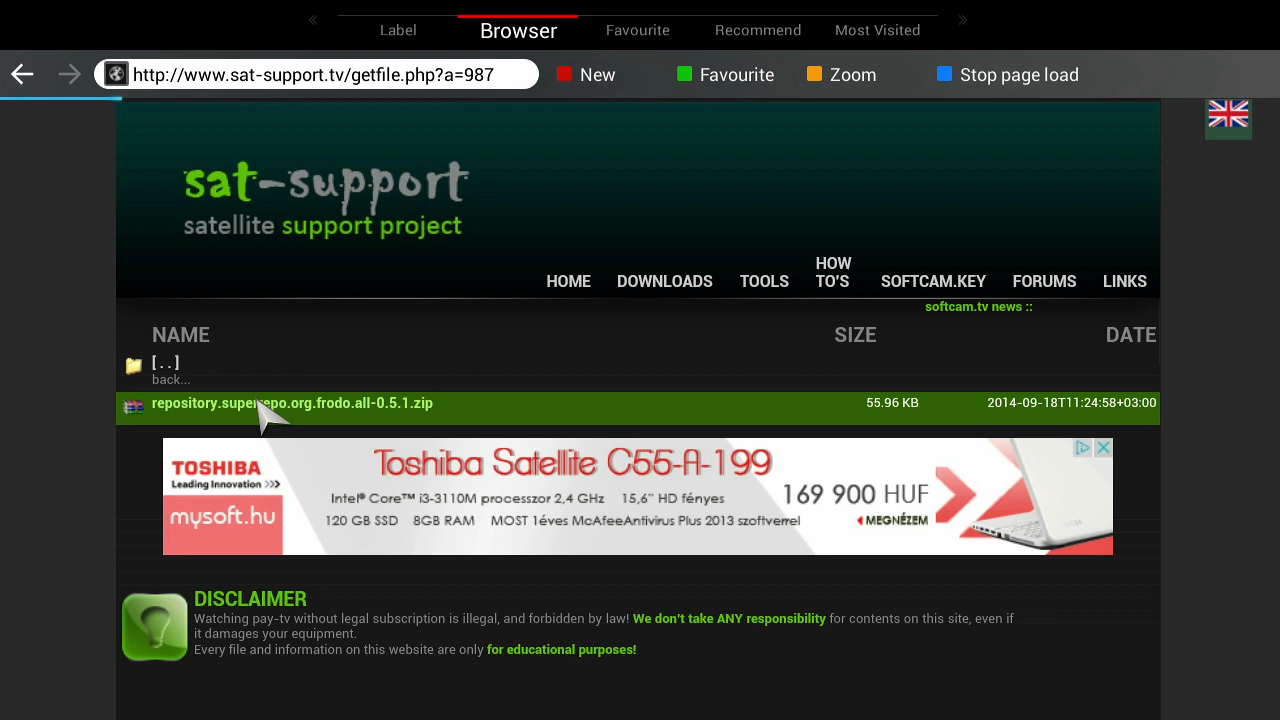 « Label Browser Favourite Recommend Most Visited »
http://www.sat-support.tv/getfile.php?a=987 New Favourite Zoom Stop page load
sat-support
satellite support project
HOME DOWNLOADS TOOLS HOW TO'S SOFTCAM.KEY FORUMS LINKS
softcam.tv news ::
NAME SIZE DATE
[..]
back...
repository.superrepo.org.frodo.all-0.5.1.zip 55.96 KB 2014-09-18T11:24:58+03:00
Toshiba Satellite C55-A-199
TOSHIBA
Leading Innovation >>>
mysoft.hu
Intel® Core™ i3-3110M processzor 2,4 GHz 15,6" HD fényes
120 GB SSD 8GB RAM MOST 1éves McAfeeAntivirus Plus 2013 szoftverrel
169 900 HUF
MEGNÉZEM
DISCLAIMER
Watching pay-tv without legal subscription is illegal, and forbidden by law! We don't take ANY responsibility for contents on this site, even if
it damages your equipment.
Every file and information on this website are only for educational purposes!